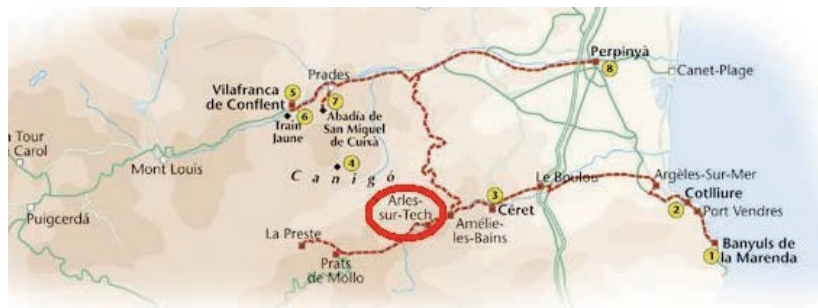 Perpinyà
8
Canet-Plage
Prades
5
Vilafranca
de Conflent
7
6
Train
Jaune
Abadía de
San Miguel
de Cuixà
Tour
Carol
Mont Louis
4
Canigó
Puigcerdá
Arles-
sur-Tech
3
Céret
Le Boulou
Argèles-Sur-Mer
Cotlliure
2
Port Vendres
Amélie-
les-Bains
La Preste
Prats
de Mollo
Banyuls de
la Marenda
1